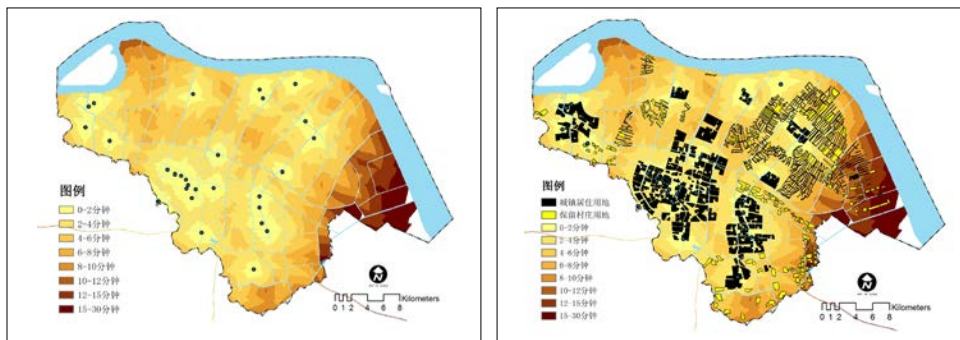 图例
0-2分钟
2-4分钟
4-6分钟
6-8分钟
8-10分钟
10-12分钟
12-15分钟
15-30分钟
Kilometers
0 1 2 4 6 8
图例
城镇居住用地
保留村庄用地
0-2分钟
2-4分钟
4-6分钟
6-8分钟
8-10分钟
10-12分钟
12-15分钟
15-30分钟
Kilometers
0 1 2 4 6 8